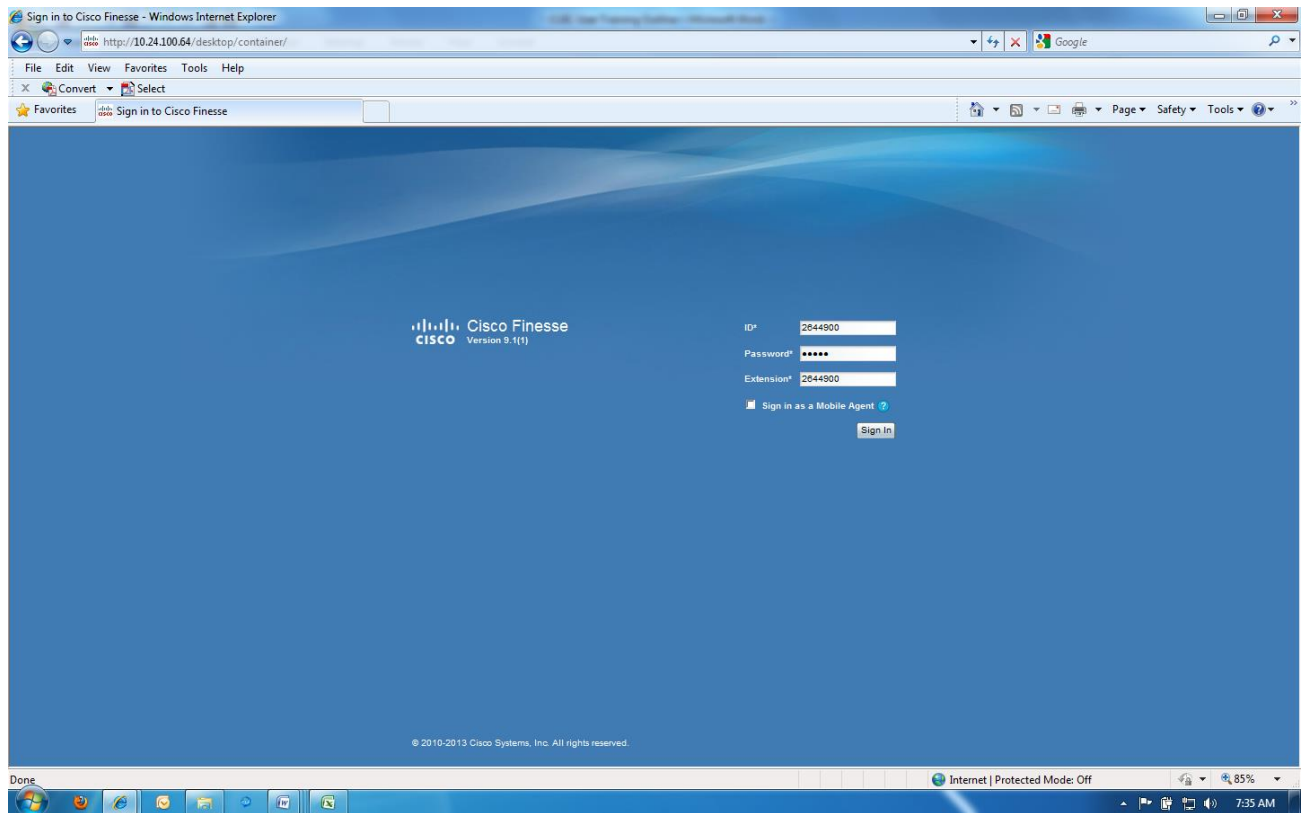 Sign in to Cisco Finesse - Windows Internet Explorer
http://10.24.100.64/desktop/container/
Google
File Edit View Favorites Tools Help
X Convert Select
Favorites Sign in to Cisco Finesse
Page Safety Tools
CISCO Cisco Finesse
Version 9.1(1)
ID* 2644900
Password* •••••
Extension* 2644900
Sign in as a Mobile Agent ?
Sign In
© 2010-2013 Cisco Systems, Inc. All rights reserved.
Done
Internet | Protected Mode: Off
85%
7:35 AM